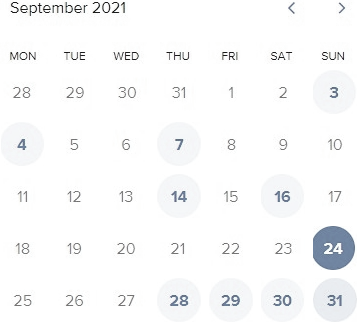 September 2021
MON TUE WED THU FRI SAT SUN
28 29 30 31 1 2 3
4 5 6 7 8 9 10
11 12 13 14 15 16 17
18 19 20 21 22 23 24
25 26 27 28 29 30 31